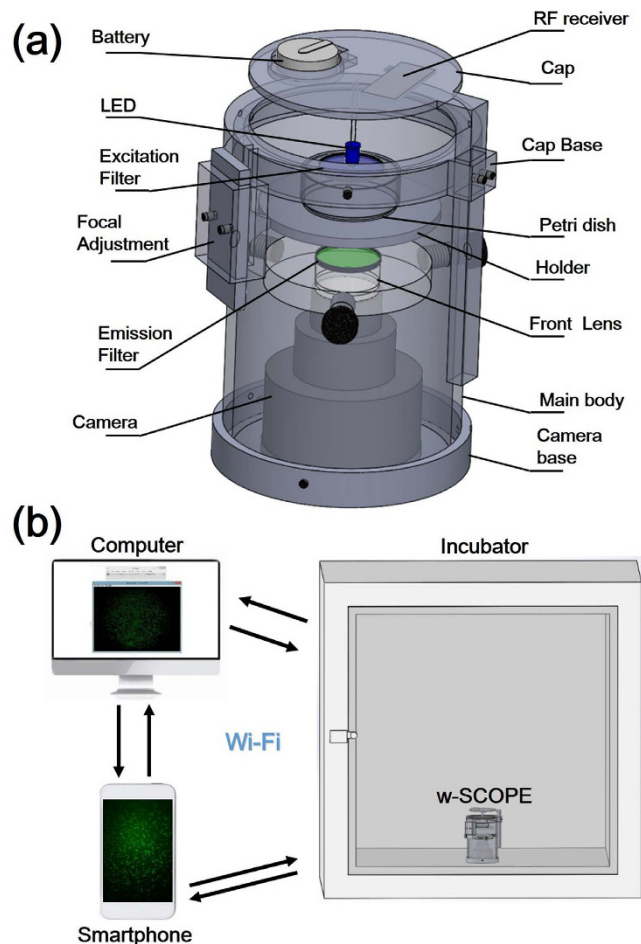 (a)
Battery
RF receiver
Cap
LED
Excitation
Filter
Cap Base
Focal
Adjustment
Petri dish
Holder
Emission
Filter
Front Lens
Camera
Main body
Camera
base
(b)
Computer
Incubator
Wi-Fi
w-SCOPE
Smartphone